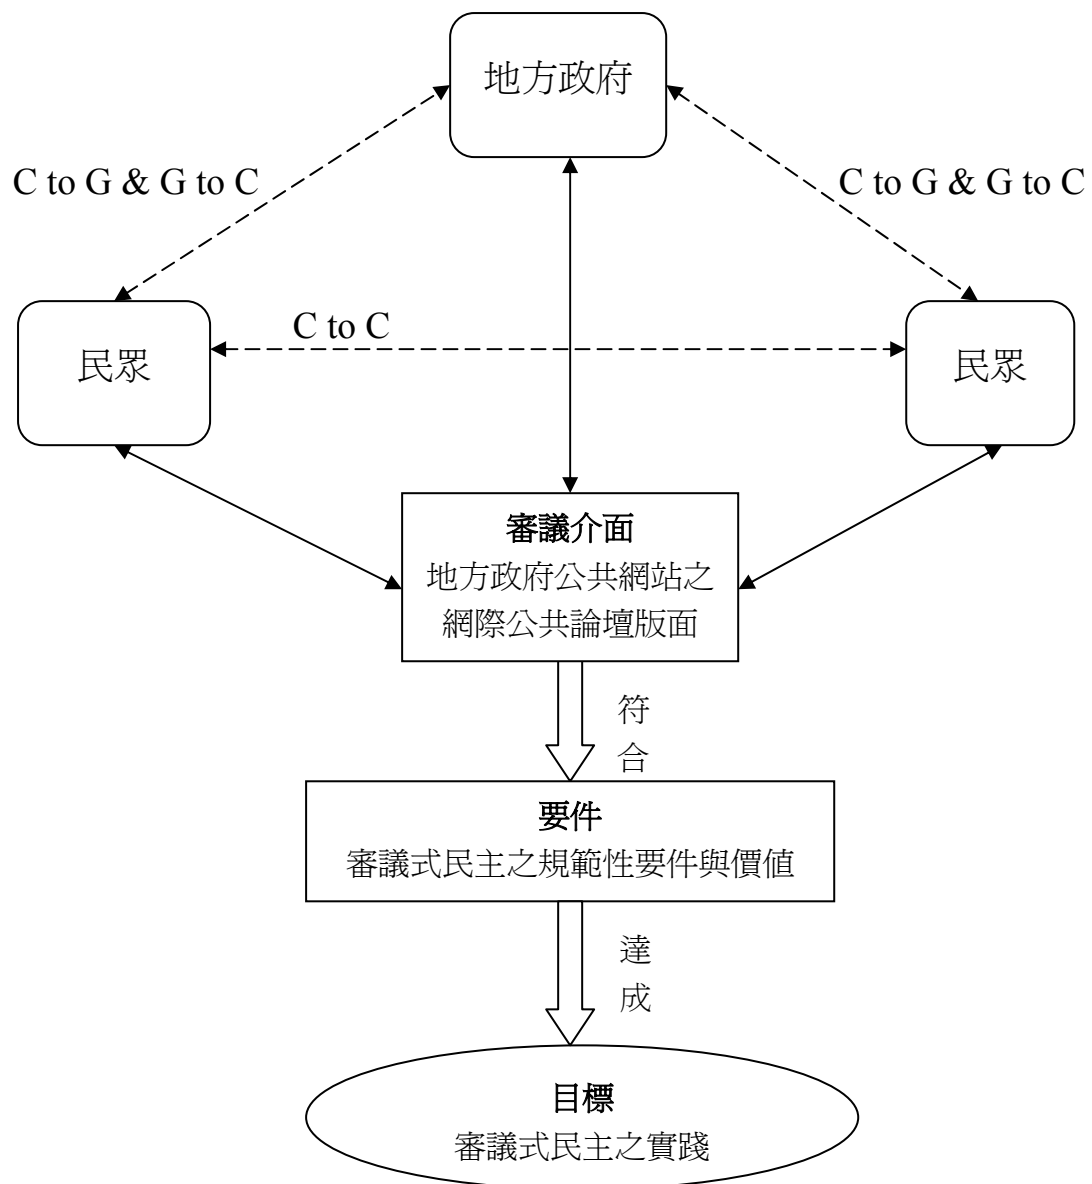 地方政府
C to G & G to C
C to G & G to C
民眾
C to C
民眾
審議介面
地方政府公共網站之
網際公共論壇版面
符
合
要件
審議式民主之規範性要件與價值
達
成
目標
審議式民主之實踐